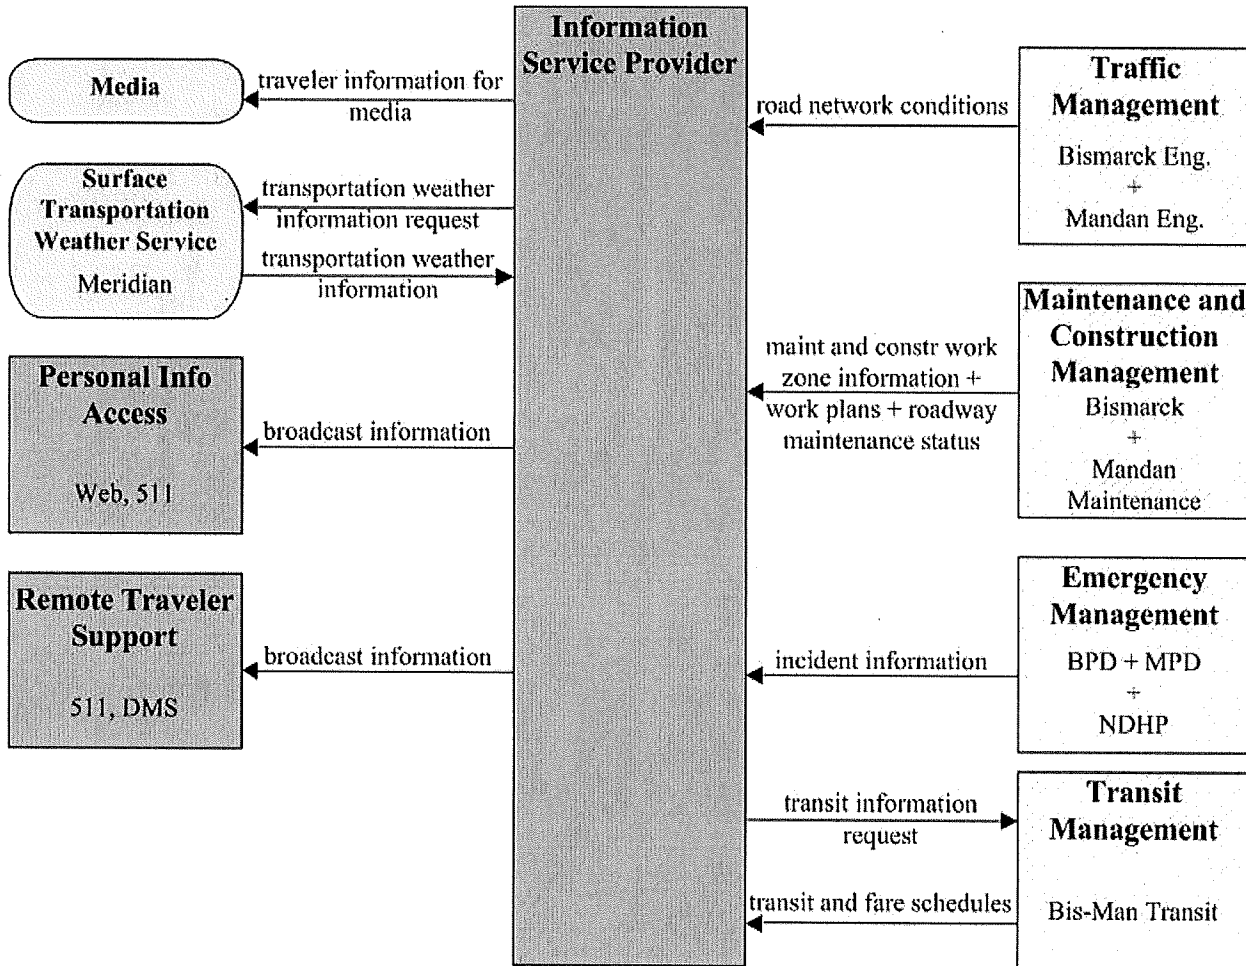 Information
Service Provider
Media
traveler information for
media
Surface
Transportation
Weather Service
Meridian
transportation weather
information request
transportation weather
information
Personal Info
Access
Web, 511
broadcast information
Remote Traveler
Support
511, DMS
broadcast information
road network conditions
Traffic
Management
Bismarck Eng.
+
Mandan Eng.
maint and constr work
zone information +
work plans + roadway
maintenance status
Maintenance and
Construction
Management
Bismarck
+
Mandan
Maintenance
incident information
Emergency
Management
BPD + MPD
+
NDHP
transit information
request
transit and fare schedules
Transit
Management
Bis-Man Transit